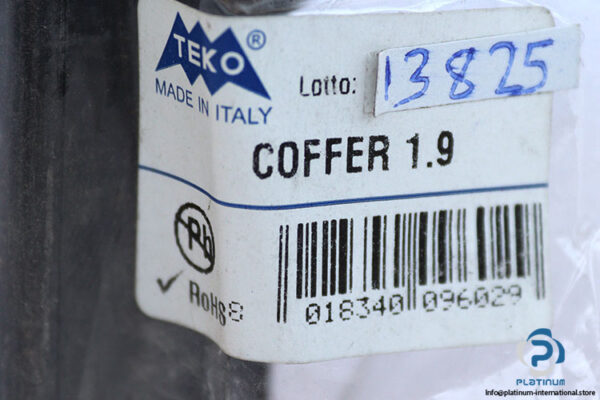 TEKO®
MADE IN ITALY
Lotto: 13825
COFFER 1.9
Pb
RoHS
018340 096029
PLATINUM
Info@platinum-international.store